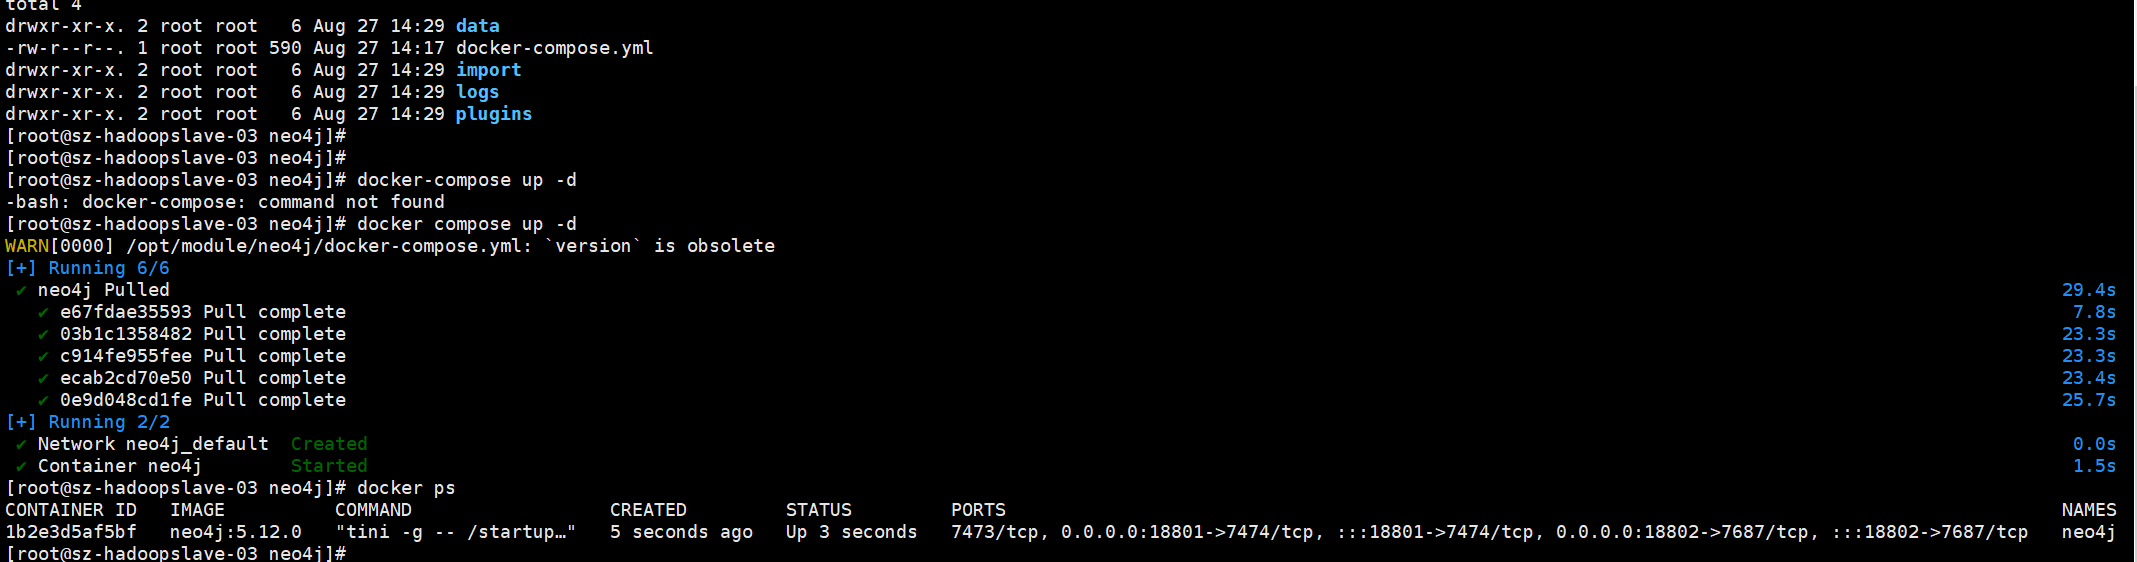 total 4
drwxr-xr-x. 2 root root   6 Aug 27 14:29 data
-rw-r--r--. 1 root root 590 Aug 27 14:17 docker-compose.yml
drwxr-xr-x. 2 root root   6 Aug 27 14:29 import
drwxr-xr-x. 2 root root   6 Aug 27 14:29 logs
drwxr-xr-x. 2 root root   6 Aug 27 14:29 plugins
[root@sz-hadoopslave-03 neo4j]#
[root@sz-hadoopslave-03 neo4j]#
[root@sz-hadoopslave-03 neo4j]# docker-compose up -d
-bash: docker-compose: command not found
[root@sz-hadoopslave-03 neo4j]# docker compose up -d
WARN[0000] /opt/module/neo4j/docker-compose.yml: `version` is obsolete
[+] Running 6/6
 ✔ neo4j Pulled 29.4s
   ✔ e67fdae35593 Pull complete 7.8s
   ✔ 03b1c1358482 Pull complete 23.3s
   ✔ c914fe955fee Pull complete 23.3s
   ✔ ecab2cd70e50 Pull complete 23.4s
   ✔ 0e9d048cd1fe Pull complete 25.7s
[+] Running 2/2
 ✔ Network neo4j_default  Created 0.0s
 ✔ Container neo4j        Started 1.5s
[root@sz-hadoopslave-03 neo4j]# docker ps
CONTAINER ID   IMAGE          COMMAND                  CREATED         STATUS         PORTS                                                                                                NAMES
1b2e3d5af5bf   neo4j:5.12.0   "tini -g -- /startup…"   5 seconds ago   Up 3 seconds   7473/tcp, 0.0.0.0:18801->7474/tcp, :::18801->7474/tcp, 0.0.0.0:18802->7687/tcp, :::18802->7687/tcp   neo4j
[root@sz-hadoopslave-03 neo4j]#